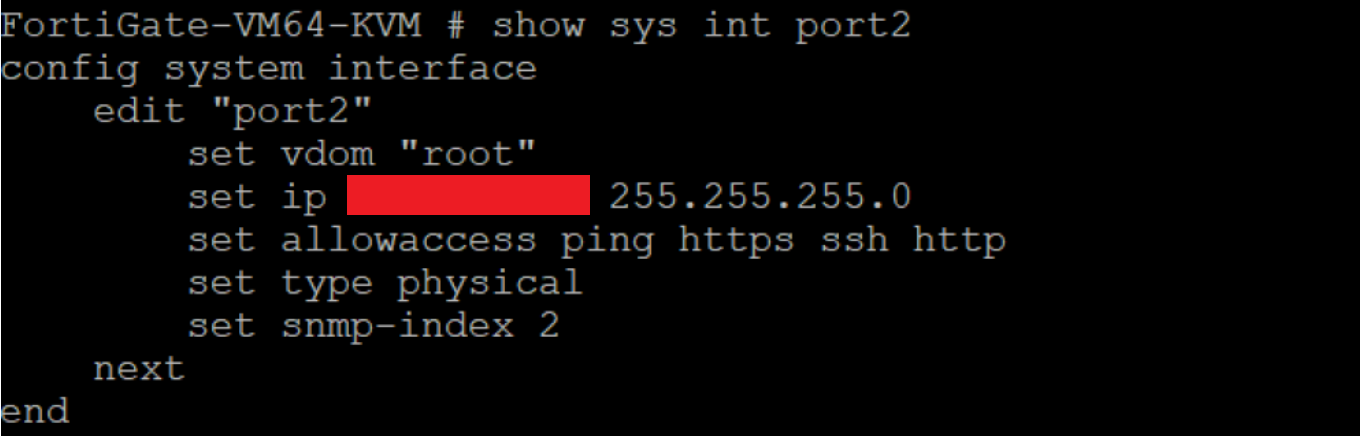 FortiGate-VM64-KVM # show sys int port2
config system interface
edit "port2"
set vdom "root"
set ip 255.255.255.0
set allowaccess ping https ssh http
set type physical
set snmp-index 2
next
end